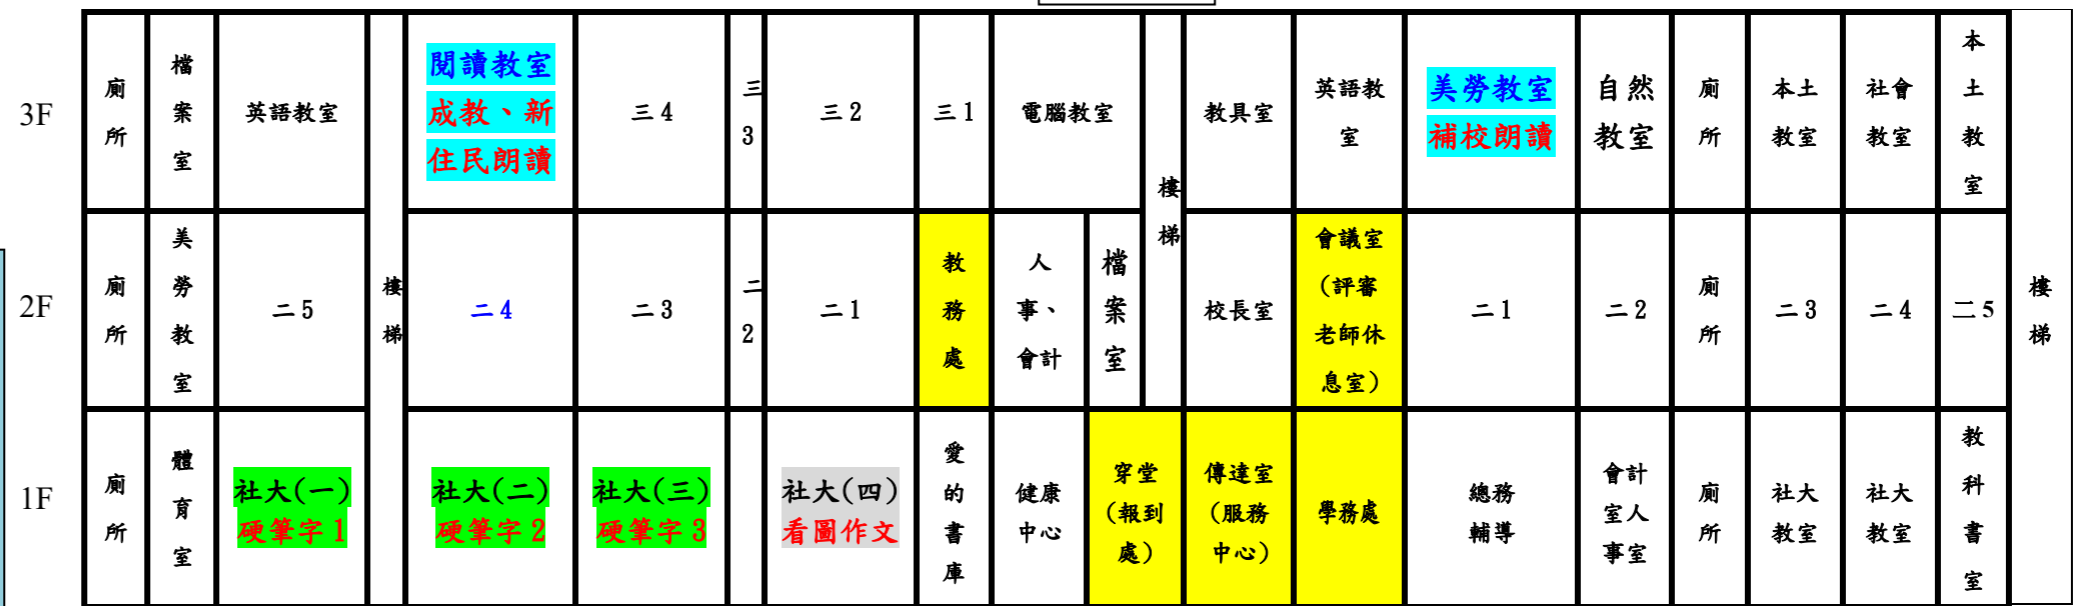 3F
廁所
檔案室
英語教室
閱讀教室
成教、新
住民朗讀
三4
三3
三2
三1
電腦教室
教具室
英語教
室
美勞教室
補校朗讀
自然
教室
廁所
本土
教室
社會
教室
本土教室
樓梯
2F
廁所
美勞教室
二5
樓梯
二4
二3
二2
二1
教務處
人
事、
會計
檔案室
校長室
會議室
(評審
老師休
息室)
二1
二2
廁所
二3
二4
二5
樓梯
1F
廁所
體育室
社大(一)
硬筆字1
社大(二)
硬筆字2
社大(三)
硬筆字3
社大(四)
看圖作文
愛的書庫
健康
中心
穿堂
(報到
處)
傳達室
(服務
中心)
學務處
總務
輔導
會計
室人
事室
廁所
社大
教室
社大
教室
教科書室